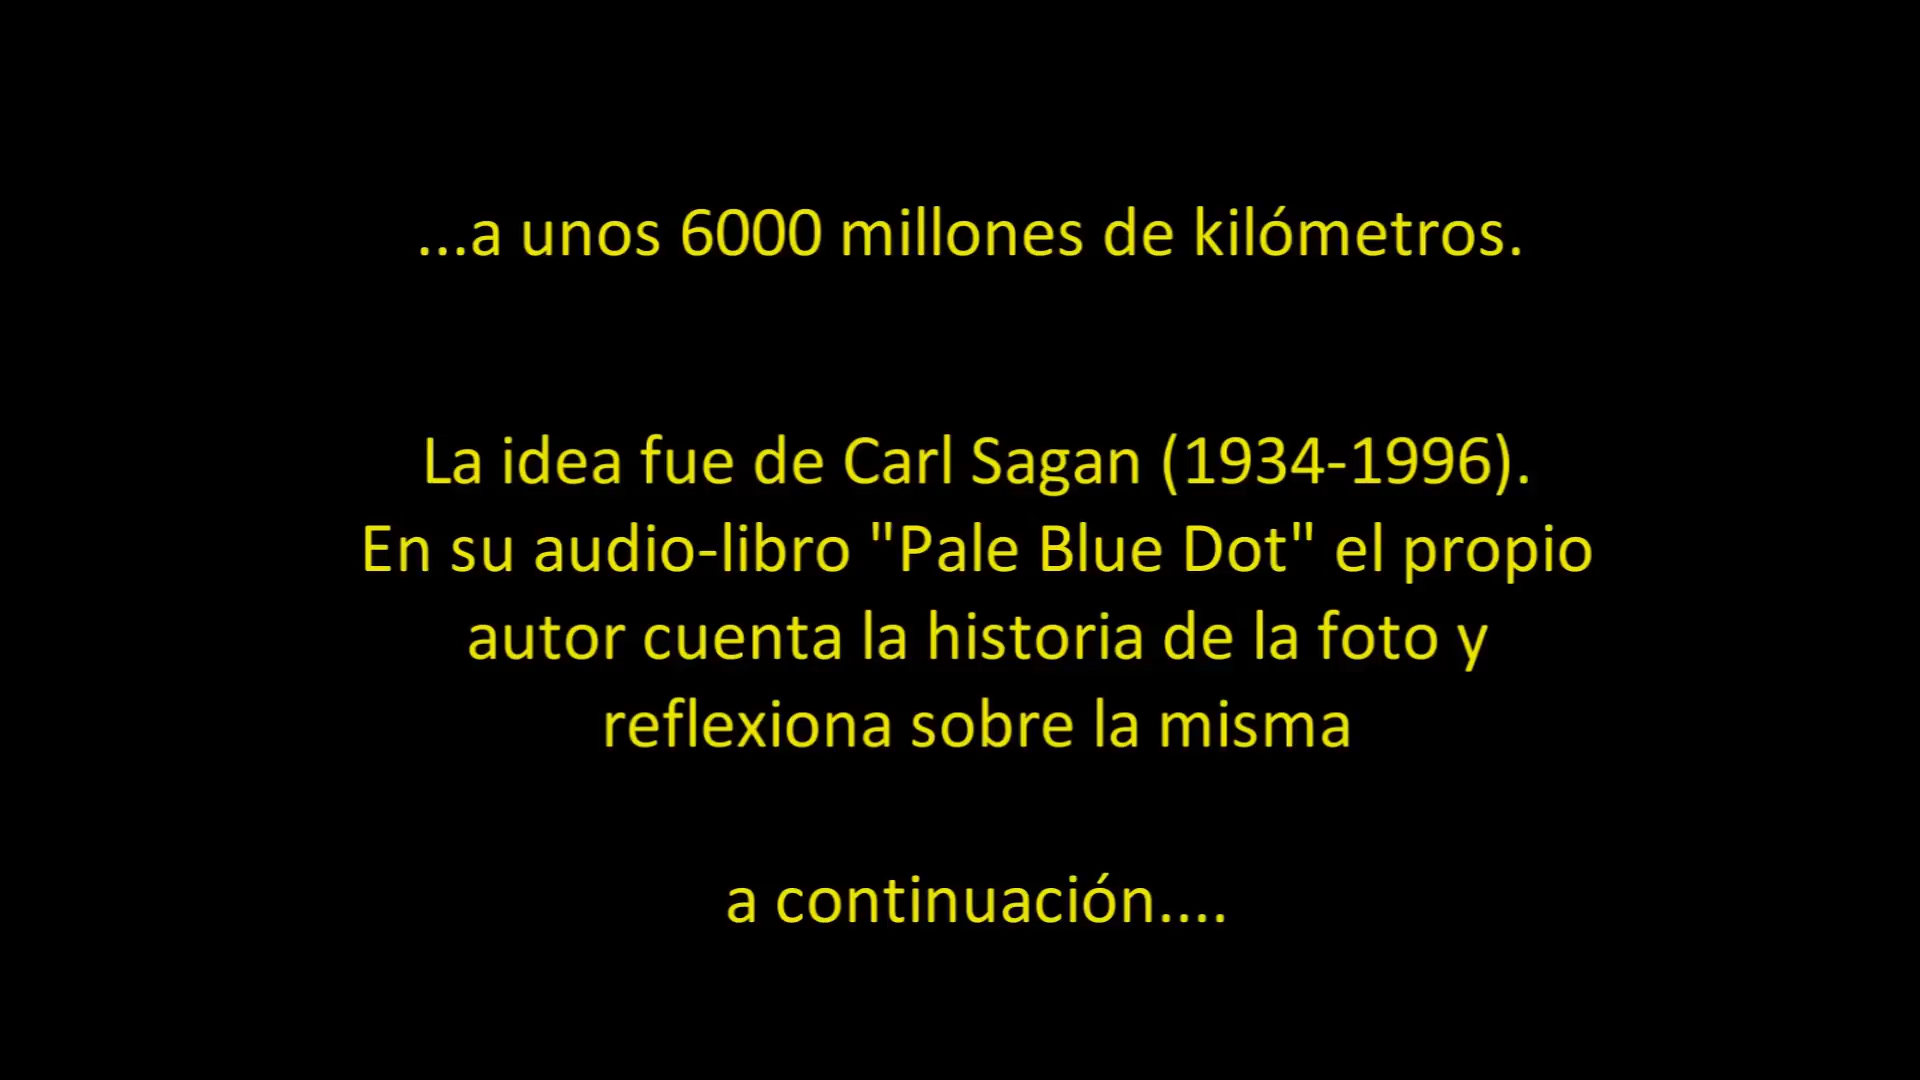 ...a unos 6000 millones de kilómetros.
La idea fue de Carl Sagan (1934-1996).
En su audio-libro "Pale Blue Dot" el propio
autor cuenta la historia de la foto y
reflexiona sobre la misma
a continuación....